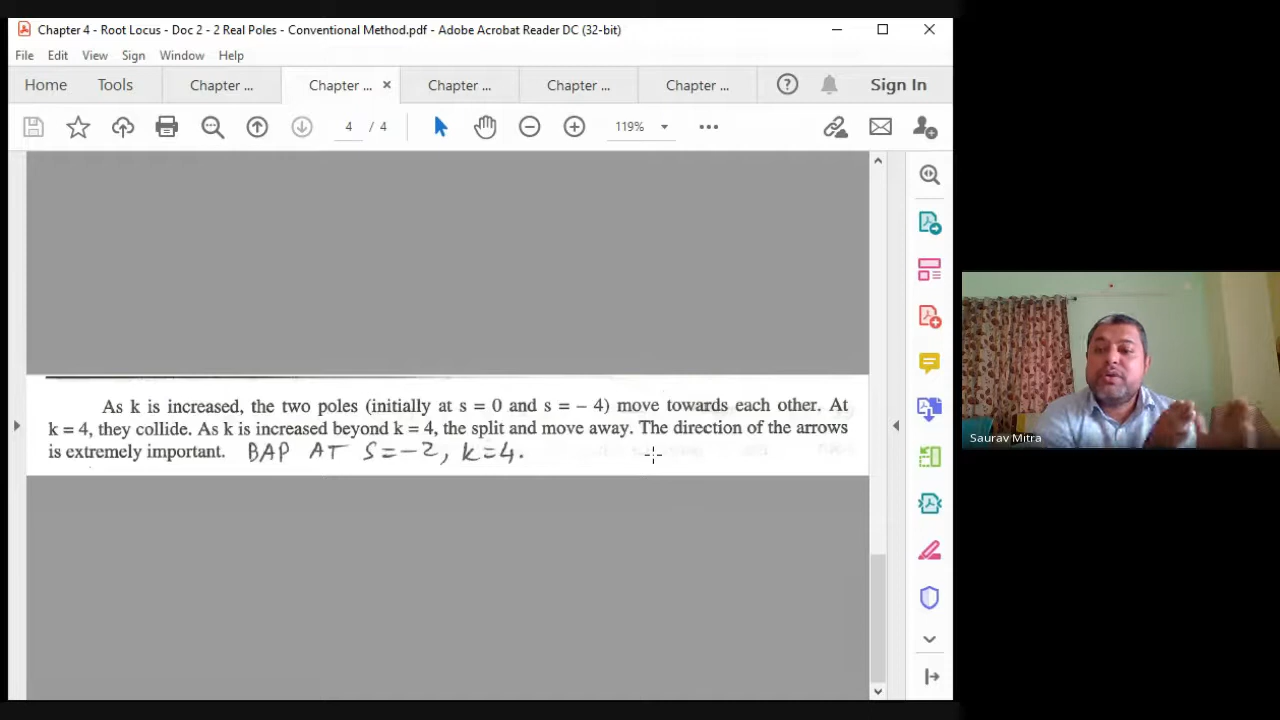 Chapter 4 - Root Locus - Doc 2 - 2 Real Poles - Conventional Method.pdf - Adobe Acrobat Reader DC (32-bit)
File Edit View Sign Window Help
Home Tools Chapter ... Chapter ... Chapter ... Chapter ... Chapter ... Sign In
4 / 4 119%
As k is increased, the two poles (initially at s = 0 and s = – 4) move towards each other. At
k = 4, they collide. As k is increased beyond k = 4, the split and move away. The direction of the arrows
is extremely important. BAP AT S=-2, k=4.
Saurav Mitra